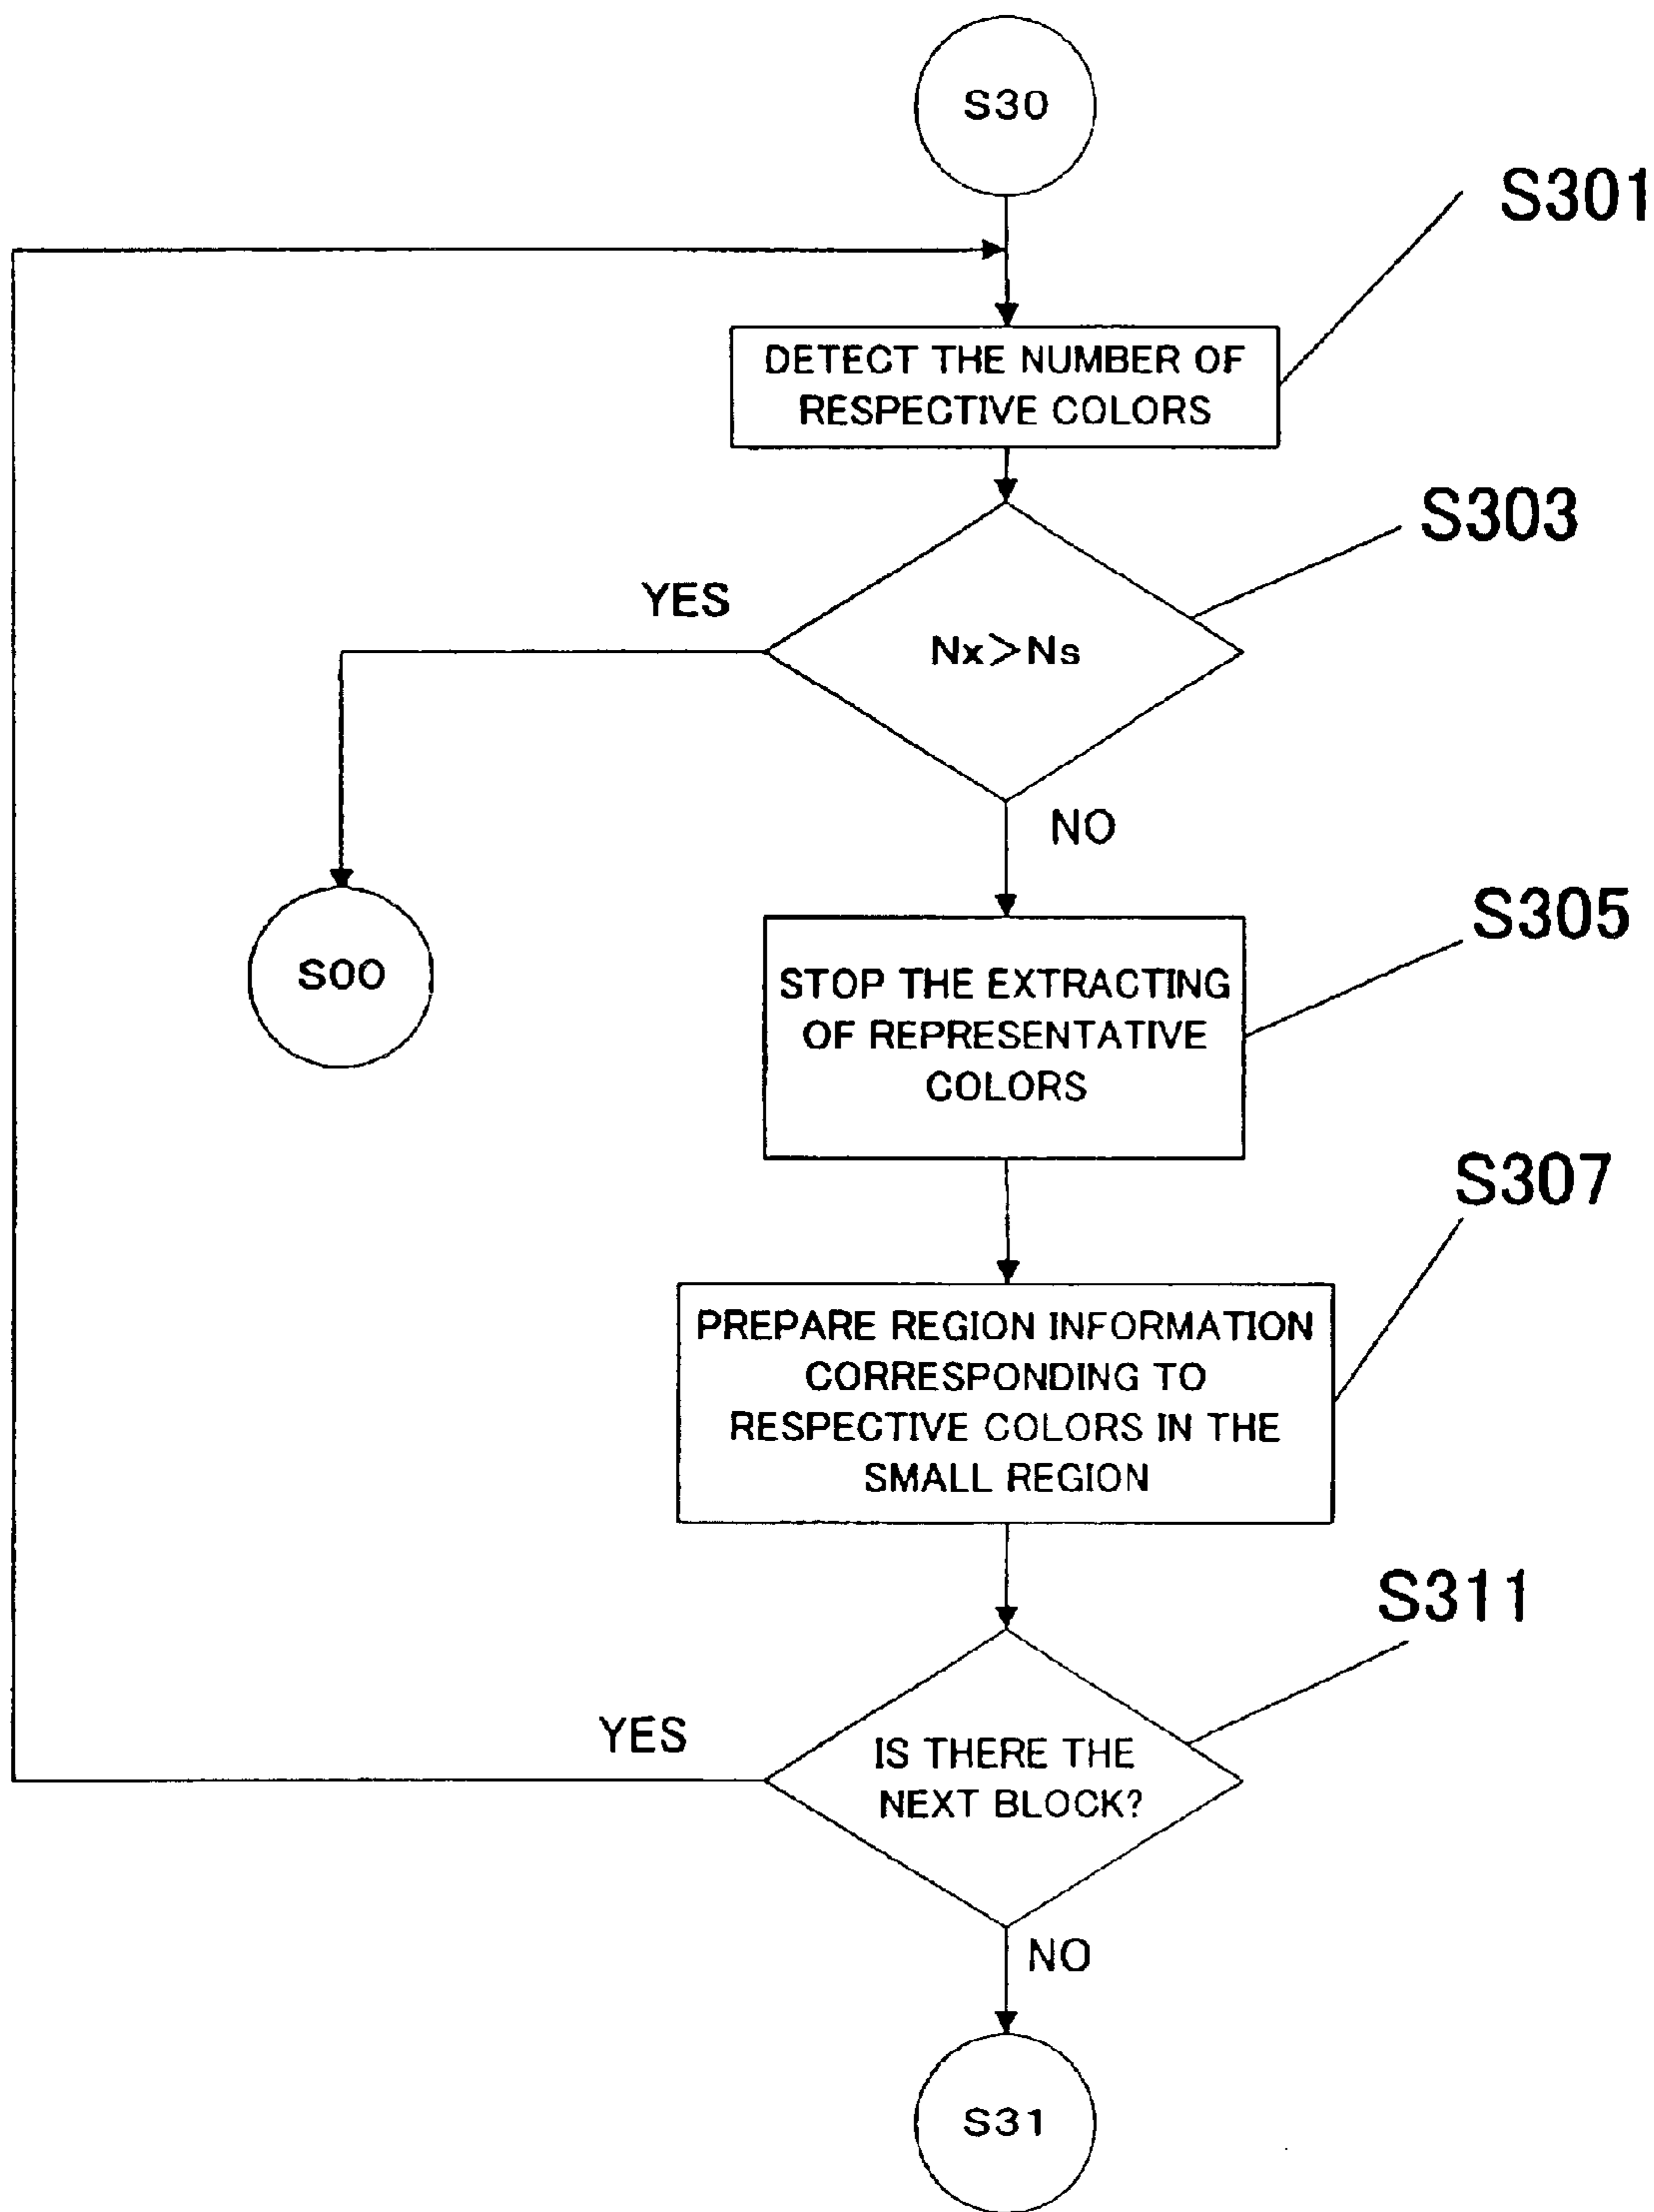 S30
S301
DETECT THE NUMBER OF
RESPECTIVE COLORS
S303
YES
Nx>Ns
NO
S00
S305
STOP THE EXTRACTING
OF REPRESENTATIVE
COLORS
S307
PREPARE REGION INFORMATION
CORRESPONDING TO
RESPECTIVE COLORS IN THE
SMALL REGION
S311
YES
IS THERE THE
NEXT BLOCK?
NO
S31